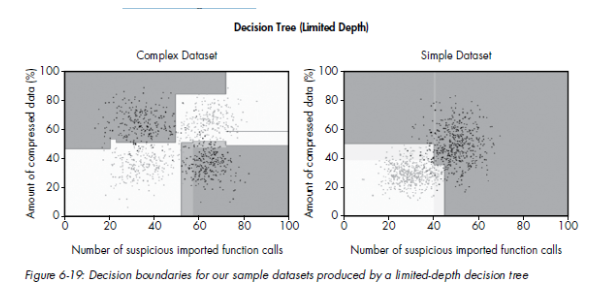 Decision Tree (Limited Depth)
Complex Dataset
Simple Dataset
Amount of compressed data (%)
100
80
60
40
20
0
0 20 40 60 80 100
Number of suspicious imported function calls
Amount of compressed data (%)
100
80
60
40
20
0
0 20 40 60 80 100
Number of suspicious imported function calls
Figure 6-19: Decision boundaries for our sample datasets produced by a limited-depth decision tree